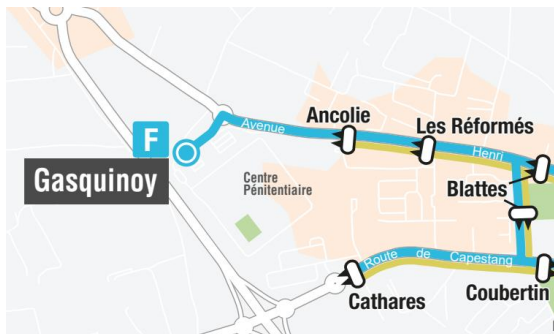 Ancolie
Avenue
Les Réformés
F
Henri
Gasquinoy
Centre
Pénitentiaire
Blattes
Route de Capestang
Cathares
Coubertin